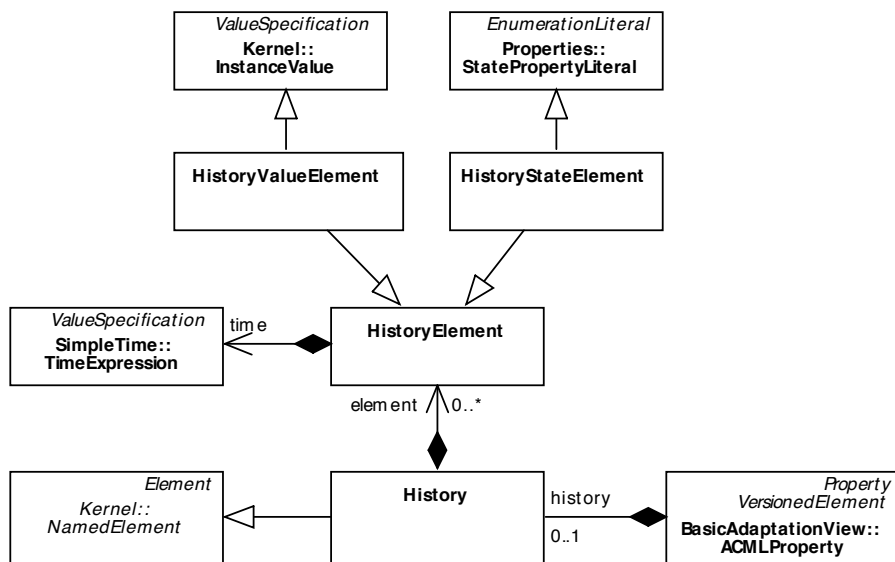 ValueSpecification
Kernel::
InstanceValue
EnumerationLiteral
Properties::
StatePropertyLiteral
HistoryValueElement
HistoryStateElement
ValueSpecification
SimpleTime::
TimeExpression
time
HistoryElement
element
0..*
Element
Kernel::
NamedElement
History
history
0..1
Property
VersionedElement
BasicAdaptationView::
ACMLProperty